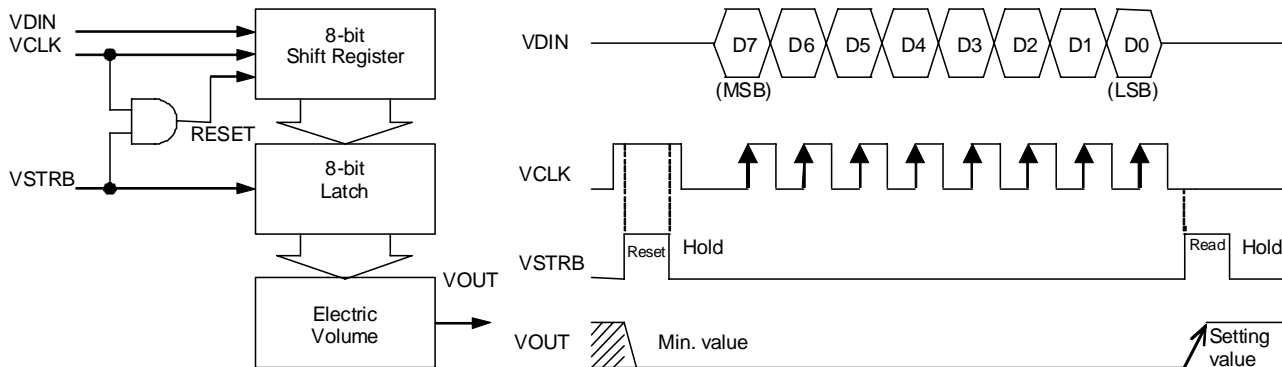 VDIN
VCLK
8-bit
Shift Register
RESET
VSTRB
8-bit
Latch
VOUT
Electric
Volume
VDIN
D7 D6 D5 D4 D3 D2 D1 D0
(MSB) (LSB)
VCLK
Reset Hold Read Hold
VSTRB
VOUT Min. value Setting
value